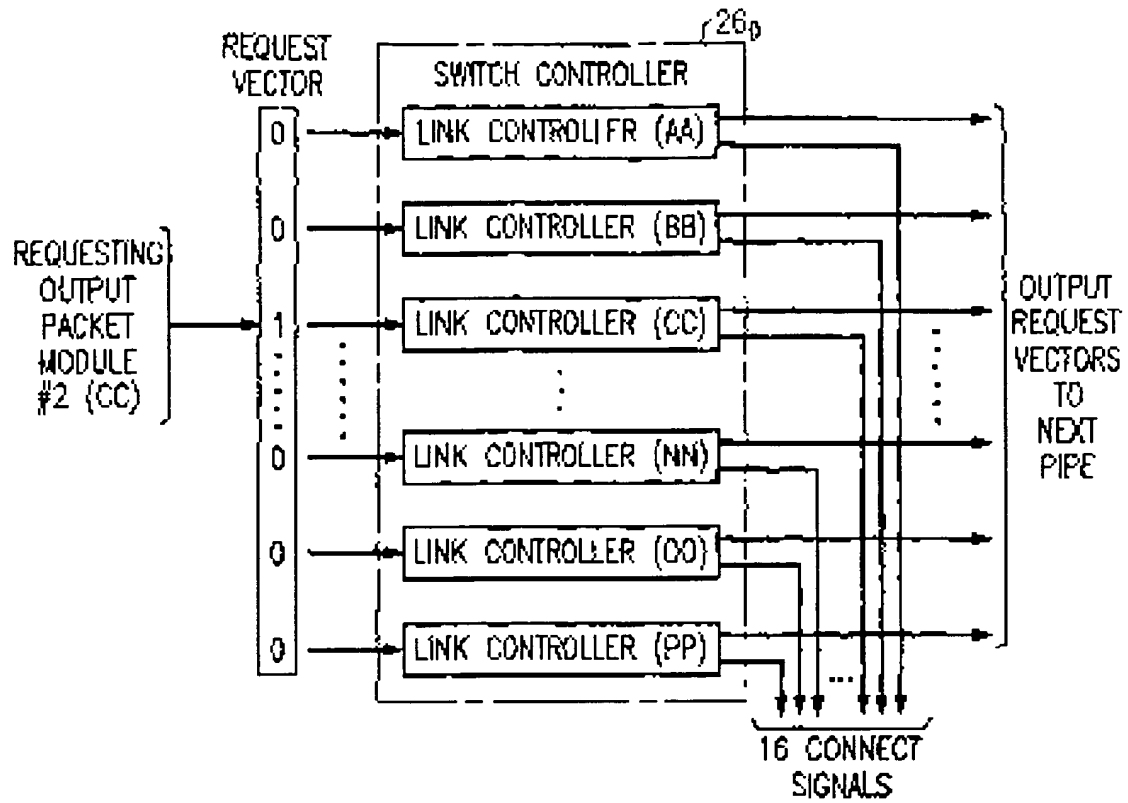 26₀
REQUEST
VECTOR
SWITCH CONTROLLER
0
LINK CONTROLLER (AA)
0
LINK CONTROLLER (BB)
REQUESTING
OUTPUT
PACKET
MODULE
#2 (CC)
1
LINK CONTROLLER (CC)
OUTPUT
REQUEST
VECTORS
TO
NEXT
PIPE
0
LINK CONTROLLER (NN)
0
LINK CONTROLLER (OO)
0
LINK CONTROLLER (PP)
16 CONNECT
SIGNALS